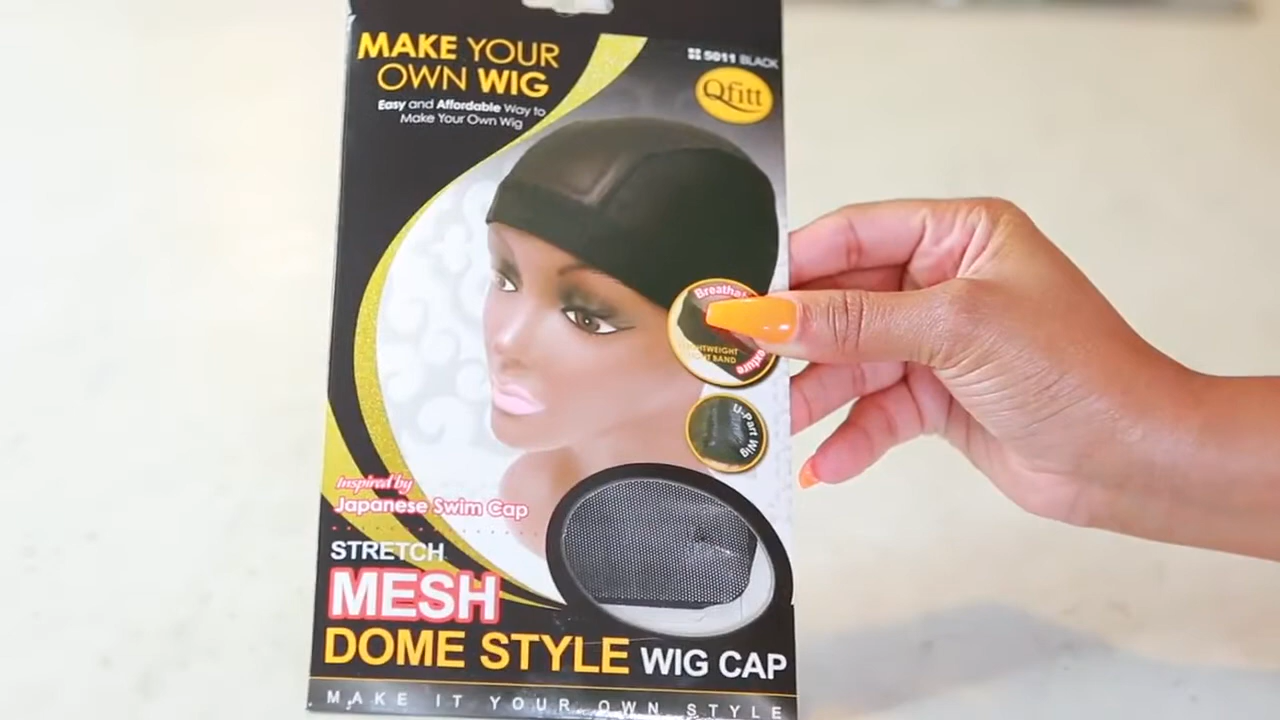 MAKE YOUR
OWN WIG
Easy and Affordable Way to
Make Your Own Wig
5011 BLACK
Qfitt
U-Part Wig
Inspired by
Japanese Swim Cap
STRETCH
MESH
DOME STYLE WIG CAP
MAKE IT YOUR OWN STYLE